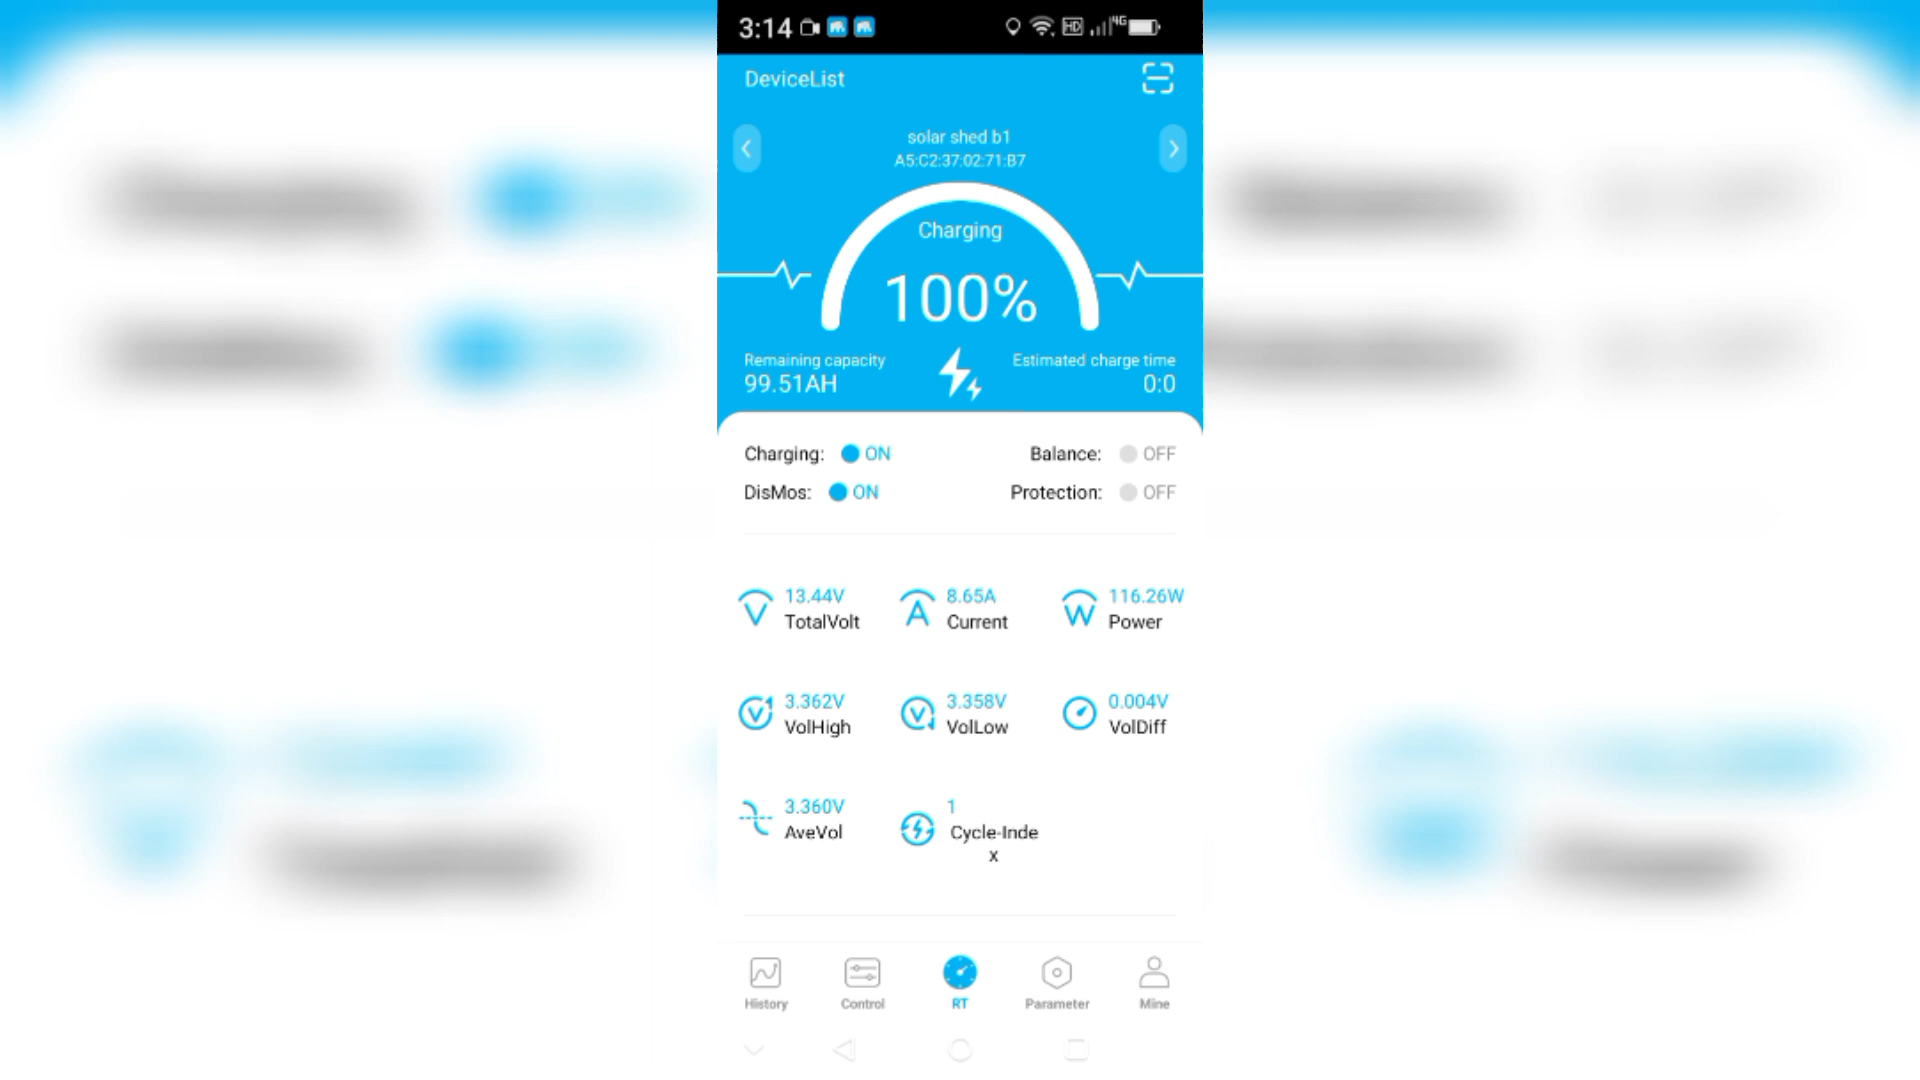 3:14 HD 4G
DeviceList
solar shed b1
A5:C2:37:02:71:B7
Charging
100%
Remaining capacity Estimated charge time
99.51AH 0:0
Charging: ON Balance: OFF
DisMos: ON Protection: OFF
13.44V 8.65A 116.26W
V TotalVolt A Current W Power
3.362V 3.358V 0.004V
V VolHigh V VolLow VolDiff
3.360V 1
AveVol Cycle-Inde
x
History Control RT Parameter Mine